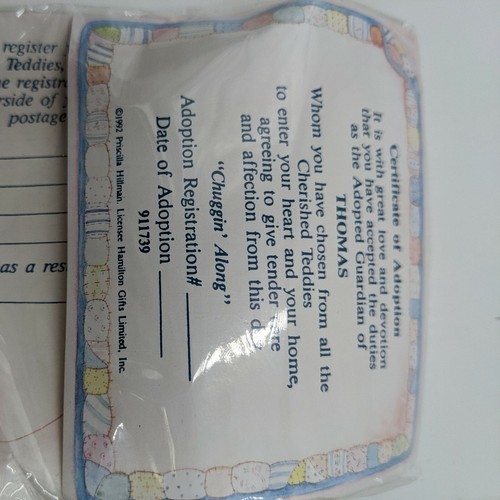 Certificate of Adoption
It is with great love and devotion
that you have accepted the duties
as the Adopted Guardian of
THOMAS
Whom you have chosen from all the
Cherished Teddies
to enter your heart and your home,
agreeing to give tender
and affection from this
"Chuggin' Along"
Adoption Registration#
Date of Adoption
911739
©1992 Priscilla Hillman. Licensee Hamilton Gifts Limited, Inc.
register
Teddies,
registr
rside of
postage
as a res